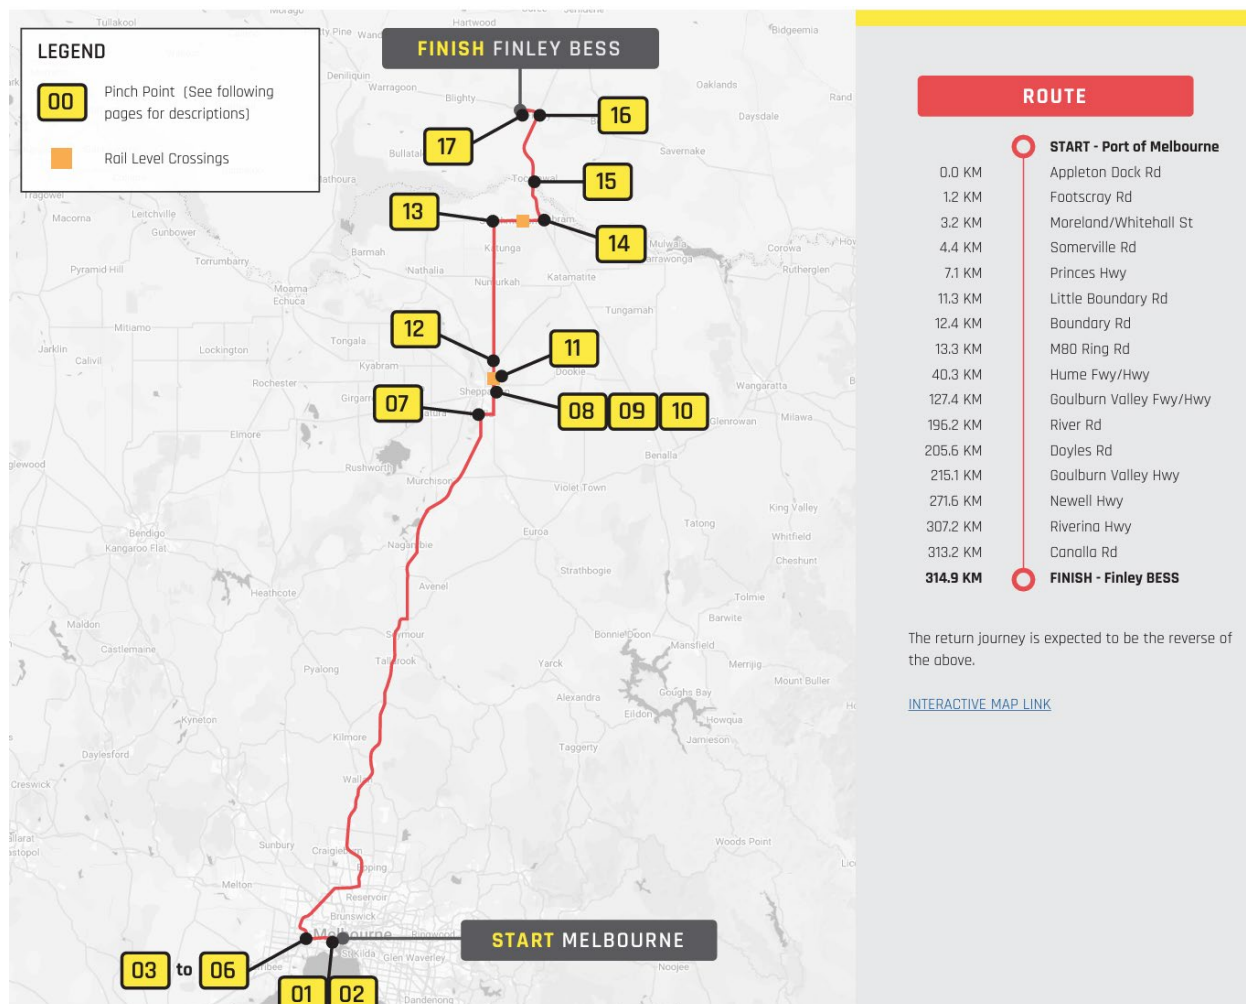 LEGEND
00
Pinch Point (See following
pages for descriptions)
Rail Level Crossings
FINISH FINLEY BESS
Tullakool
Hartwood
Bidgeemia
Deniliquin
Warragoon
Blighty
Oaklands
Rand
Daysdale
16
17
Savernake
15
13
14
Tragowel
Macorna
Leitchville
Gunbower
Barmah
Katunga
Mulwala
Corowa
Pyramid Hill
Torrumbarry
Nathalia
Numurkah
Katamatite
Rutherglen
Moama
Echuca
Tungamah
Mitiamo
12
11
Jarklin
Calivil
Lockington
Tongala
Kyabram
Dookie
Rochester
Wangaratta
07
08
09
10
Glenrowan
Milawa
Elmore
Benalla
Rushworth
Murchison
Violet Town
King Valley
Bendigo
Kangaroo Flat
Euroa
Tatong
Whitfield
Nagambie
Cheshunt
Strathbogie
Heathcote
Avenel
Tolmie
Maldon
Barwite
Castlemaine
Seymour
Bonnie Doon
Mansfield
Pyalong
Tallarook
Yarck
Merrijig
Mount Buller
Alexandra
Goughs Bay
Eildon
Howqua
Kyneton
Kilmore
Taggerty
Jamieson
Daylesford
Creswick
Woods Point
Sunbury
Craigieburn
Epping
Melton
Reservoir
Brunswick
Melbourne
Ringwood
START MELBOURNE
St Kilda
Glen Waverley
03 to 06
Noojee
01
02
Dandenong
ROUTE
START - Port of Melbourne
0.0 KM Appleton Dock Rd
1.2 KM Footscray Rd
3.2 KM Moreland/Whitehall St
4.4 KM Somerville Rd
7.1 KM Princes Hwy
11.3 KM Little Boundary Rd
12.4 KM Boundary Rd
13.3 KM M80 Ring Rd
40.3 KM Hume Fwy/Hwy
127.4 KM Goulburn Valley Fwy/Hwy
196.2 KM River Rd
205.6 KM Doyles Rd
215.1 KM Goulburn Valley Hwy
271.6 KM Newell Hwy
307.2 KM Riverina Hwy
313.2 KM Canalla Rd
314.9 KM FINISH - Finley BESS
The return journey is expected to be the reverse of
the above.
INTERACTIVE MAP LINK